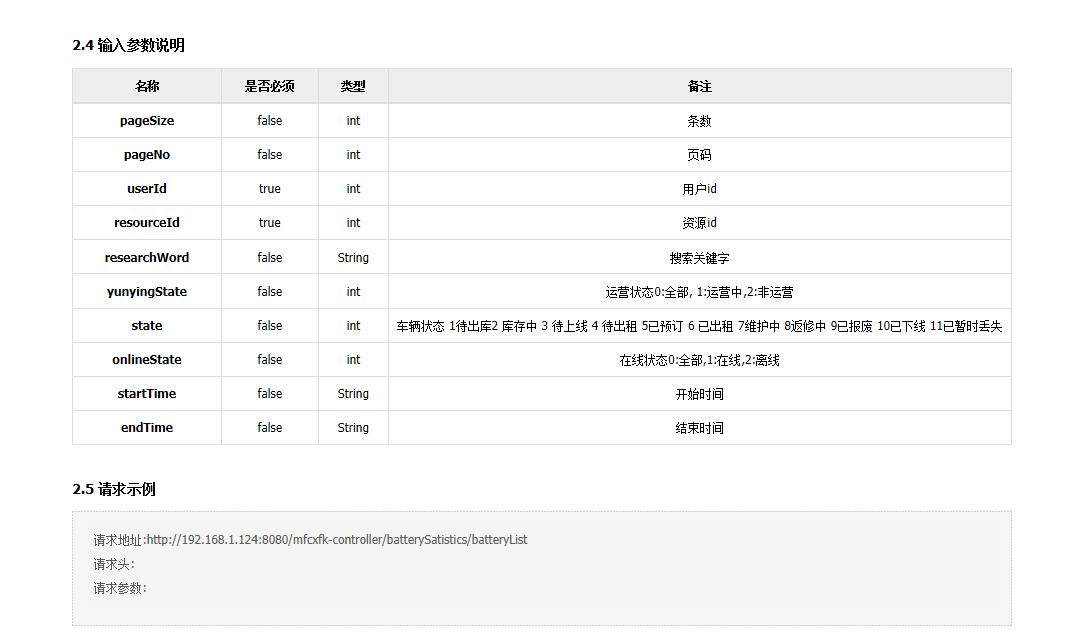 2.4 输入参数说明
名称 是否必须 类型 备注
pageSize false int 条数
pageNo false int 页码
userId true int 用户id
resourceId true int 资源id
researchWord false String 搜索关键字
yunyingState false int 运营状态0:全部, 1:运营中,2:非运营
state false int 车辆状态 1待出库2 库存中 3 待上线 4 待出租 5已预订 6 已出租 7维护中 8返修中 9已报废 10已下线 11已暂时丢失
onlineState false int 在线状态0:全部,1:在线,2:离线
startTime false String 开始时间
endTime false String 结束时间
2.5 请求示例
请求地址:http://192.168.1.124:8080/mfcxfk-controller/batterySatistics/batteryList
请求头:
请求参数: